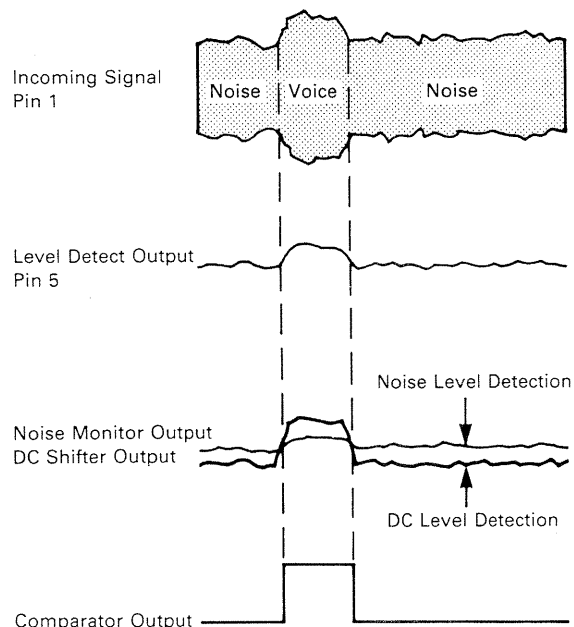 Incoming Signal
Pin 1
Noise
Voice
Noise
Level Detect Output
Pin 5
Noise Level Detection
Noise Monitor Output
DC Shifter Output
DC Level Detection
Comparator Output